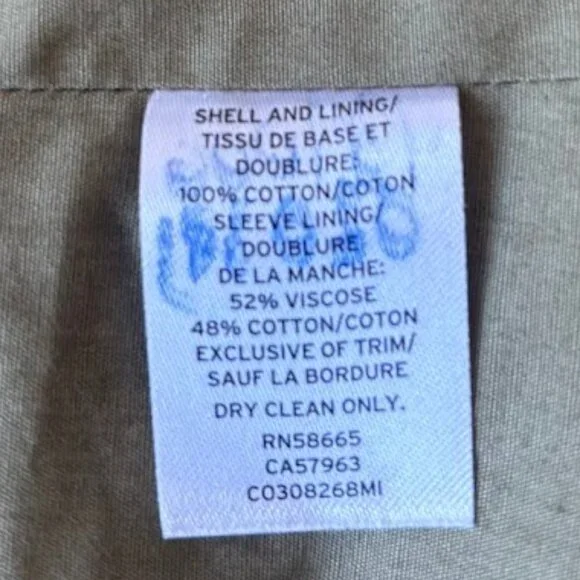 SHELL AND LINING/
TISSU DE BASE ET
DOUBLURE:
100% COTTON/COTON
SLEEVE LINING/
DOUBLURE
DE LA MANCHE:
52% VISCOSE
48% COTTON/COTON
EXCLUSIVE OF TRIM/
SAUF LA BORDURE
DRY CLEAN ONLY.
RN58665
CA57963
C0308268MI